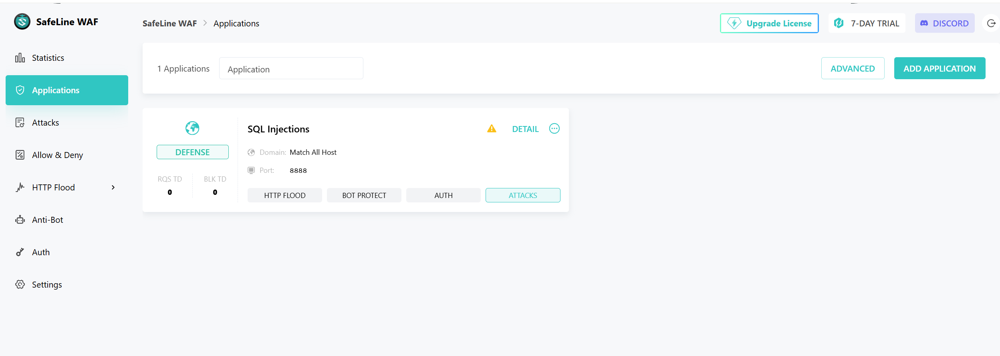 SafeLine WAF
SafeLine WAF > Applications
Upgrade License
7-DAY TRIAL
DISCORD
Statistics
Applications
Attacks
Allow & Deny
HTTP Flood
Anti-Bot
Auth
Settings
1 Applications
Application
ADVANCED
ADD APPLICATION
DEFENSE
RQS TD
0
BLK TD
0
SQL Injections
DETAIL
Domain: Match All Host
Port: 8888
HTTP FLOOD
BOT PROTECT
AUTH
ATTACKS